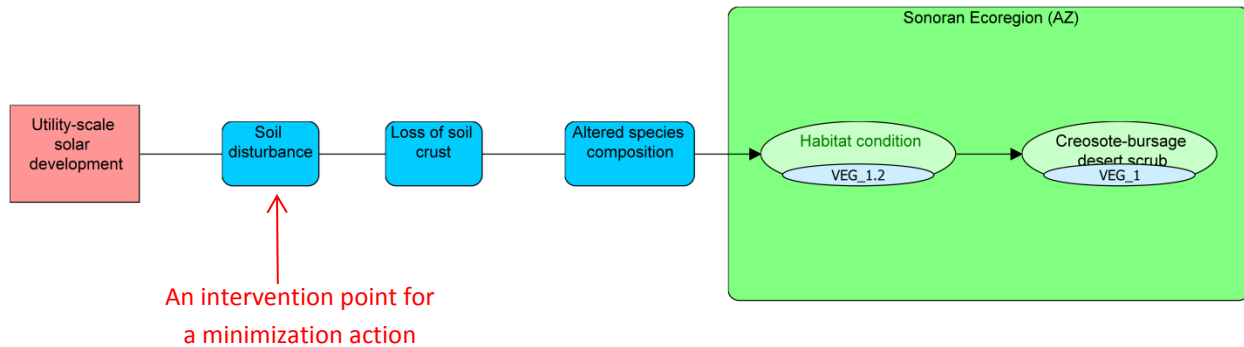 Sonoran Ecoregion (AZ)
Utility-scale
solar
development
Soil
disturbance
Loss of soil
crust
Altered species
composition
Habitat condition
VEG_1.2
Creosote-bursage
desert scrub
VEG_1
An intervention point for
a minimization action